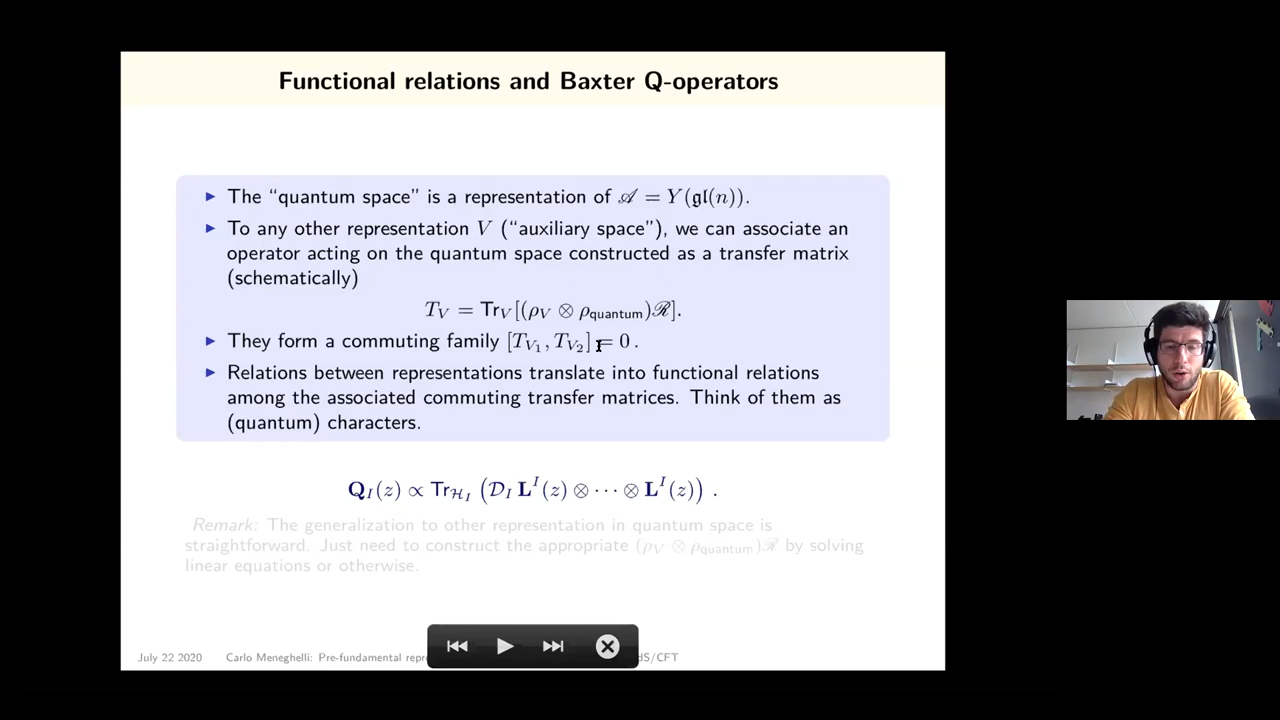 Functional relations and Baxter Q-operators
▶ The “quantum space” is a representation of 𝒜 = Y(𝔤𝔩(n)).
▶ To any other representation V (“auxiliary space”), we can associate an
operator acting on the quantum space constructed as a transfer matrix
(schematically)
T_V = Tr_V[(ρ_V ⊗ ρ_quantum)ℛ].
▶ They form a commuting family [T_{V_1}, T_{V_2}] = 0 .
▶ Relations between representations translate into functional relations
among the associated commuting transfer matrices. Think of them as
(quantum) characters.
Q_I(z) ∝ Tr_{ℋ_I} (𝒟_I L^I(z) ⊗ ··· ⊗ L^I(z)) .
Remark: The generalization to other representation in quantum space is
straightforward. Just need to construct the appropriate (ρ_V ⊗ ρ_quantum)ℛ by solving
linear equations or otherwise.
July 22 2020 Carlo Meneghelli: Pre-fundamental dS/CFT